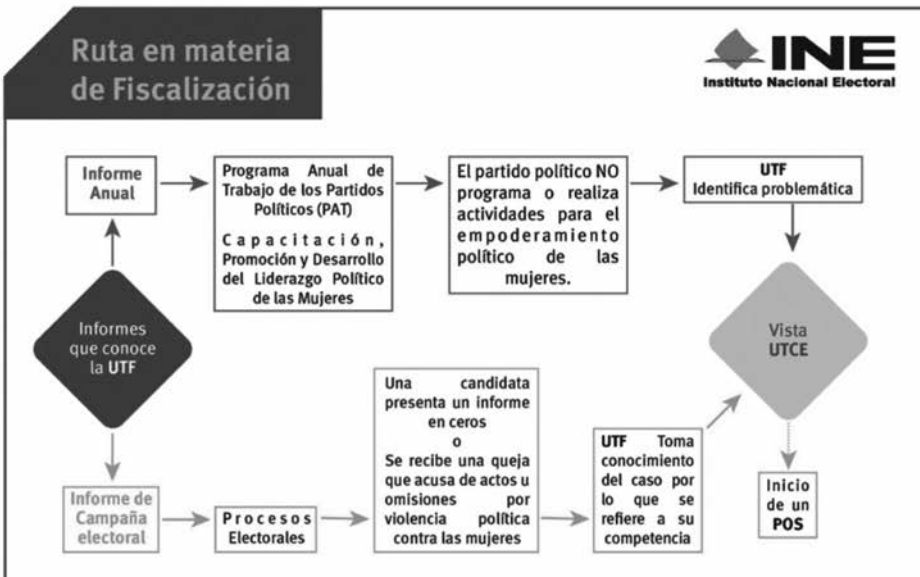 Ruta en materia
de Fiscalización
INE
Instituto Nacional Electoral
Informe
Anual
Programa Anual de
Trabajo de los Partidos
Políticos (PAT)
Capacitación,
Promoción y Desarrollo
del Liderazgo Político
de las Mujeres
El partido político NO
programa o realiza
actividades para el
empoderamiento
político de las
mujeres.
UTF
Identifica problemática
Informes
que conoce
la UTF
Vista
UTCE
Informe de
Campaña
electoral
Procesos
Electorales
Una candidata
presenta un informe
en ceros
o
Se recibe una queja
que acusa de actos u
omisiones por
violencia política
contra las mujeres
UTF Toma
conocimiento
del caso por
lo que se
refiere a su
competencia
Inicio
de un
POS